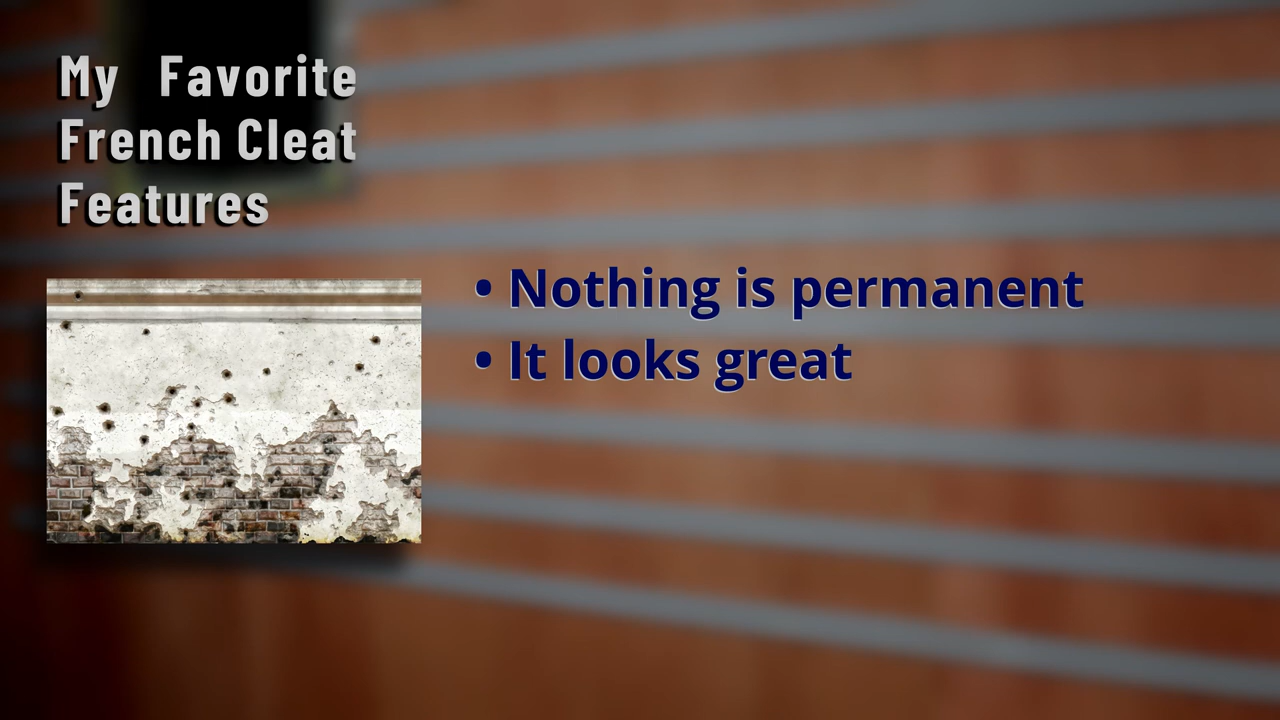 My Favorite
French Cleat
Features
• Nothing is permanent
• It looks great